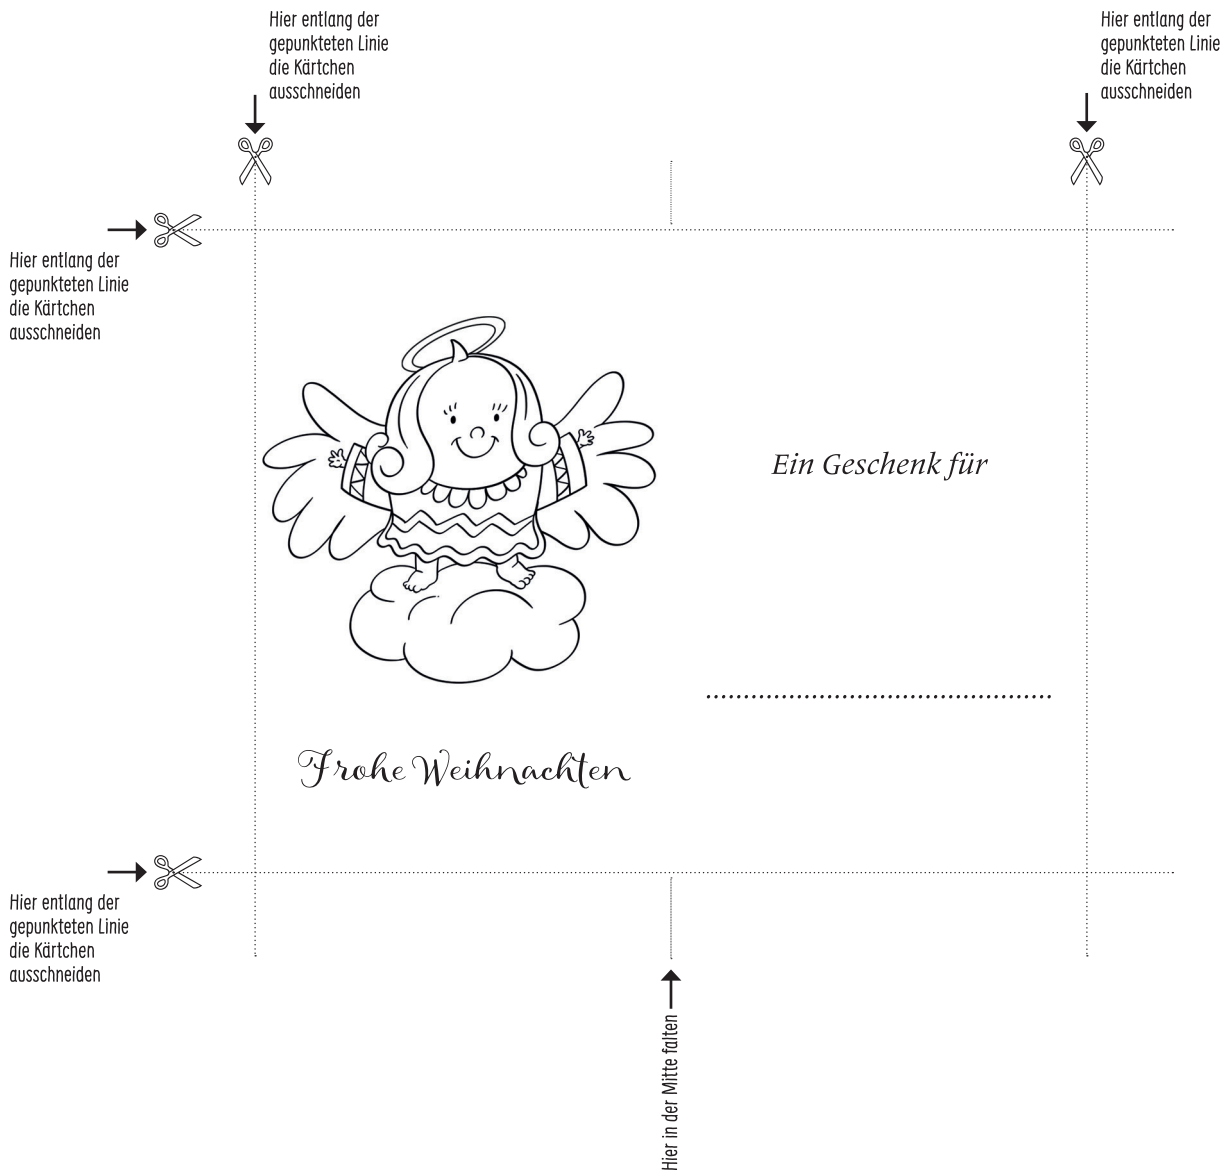 Hier entlang der
gepunkteten Linie
die Kärtchen
ausschneiden
Hier entlang der
gepunkteten Linie
die Kärtchen
ausschneiden
Hier entlang der
gepunkteten Linie
die Kärtchen
ausschneiden
Ein Geschenk für
Frohe Weihnachten
Hier entlang der
gepunkteten Linie
die Kärtchen
ausschneiden
Hier in der Mitte falten